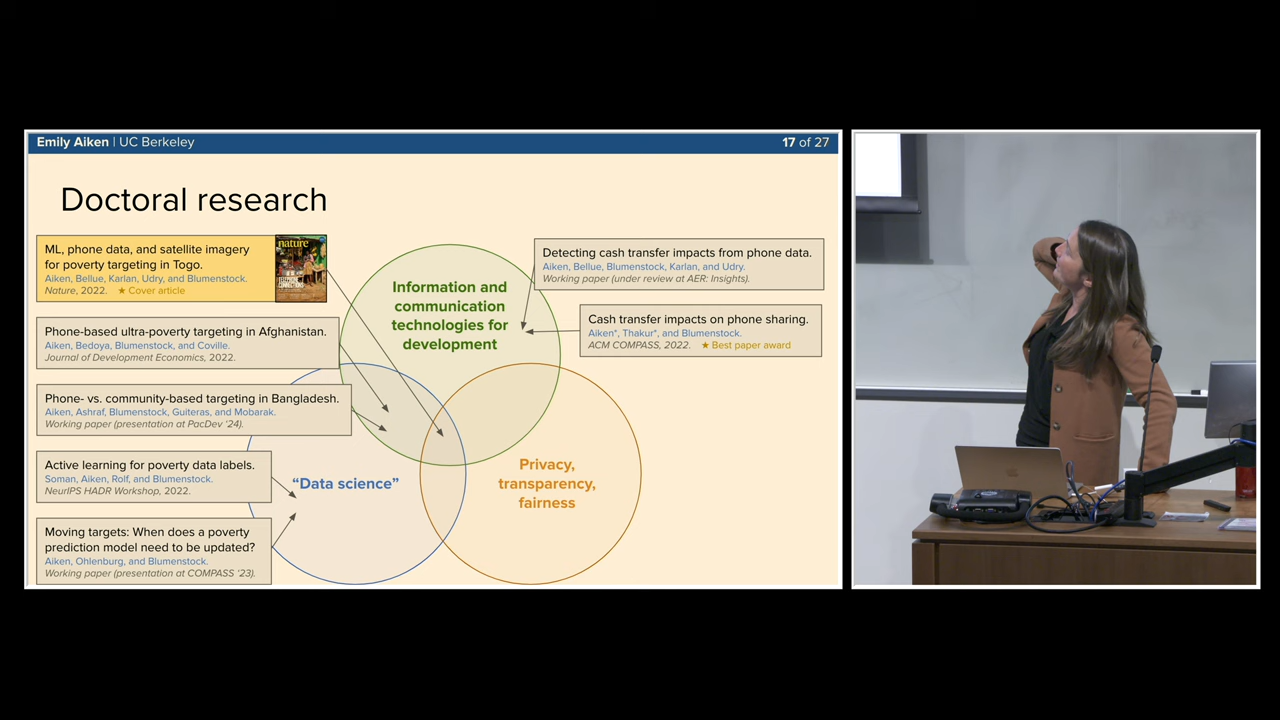 Emily Aiken | UC Berkeley
17 of 27
Doctoral research
ML, phone data, and satellite imagery
for poverty targeting in Togo.
Aiken, Bellue, Karlan, Udry, and Blumenstock.
Nature, 2022. ★ Cover article
nature
Phone-based ultra-poverty targeting in Afghanistan.
Aiken, Bedoya, Blumenstock, and Coville.
Journal of Development Economics, 2022.
Phone- vs. community-based targeting in Bangladesh.
Aiken, Ashraf, Blumenstock, Guiteras, and Mobarak.
Working paper (presentation at PacDev '24).
Active learning for poverty data labels.
Soman, Aiken, Rolf, and Blumenstock.
NeurIPS HADR Workshop, 2022.
Moving targets: When does a poverty
prediction model need to be updated?
Aiken, Ohlenburg, and Blumenstock.
Working paper (presentation at COMPASS '23).
Information and
communication
technologies for
development
"Data science"
Privacy,
transparency,
fairness
Detecting cash transfer impacts from phone data.
Aiken, Bellue, Blumenstock, Karlan, and Udry.
Working paper (under review at AER: Insights).
Cash transfer impacts on phone sharing.
Aiken*, Thakur*, and Blumenstock.
ACM COMPASS, 2022. ★ Best paper award